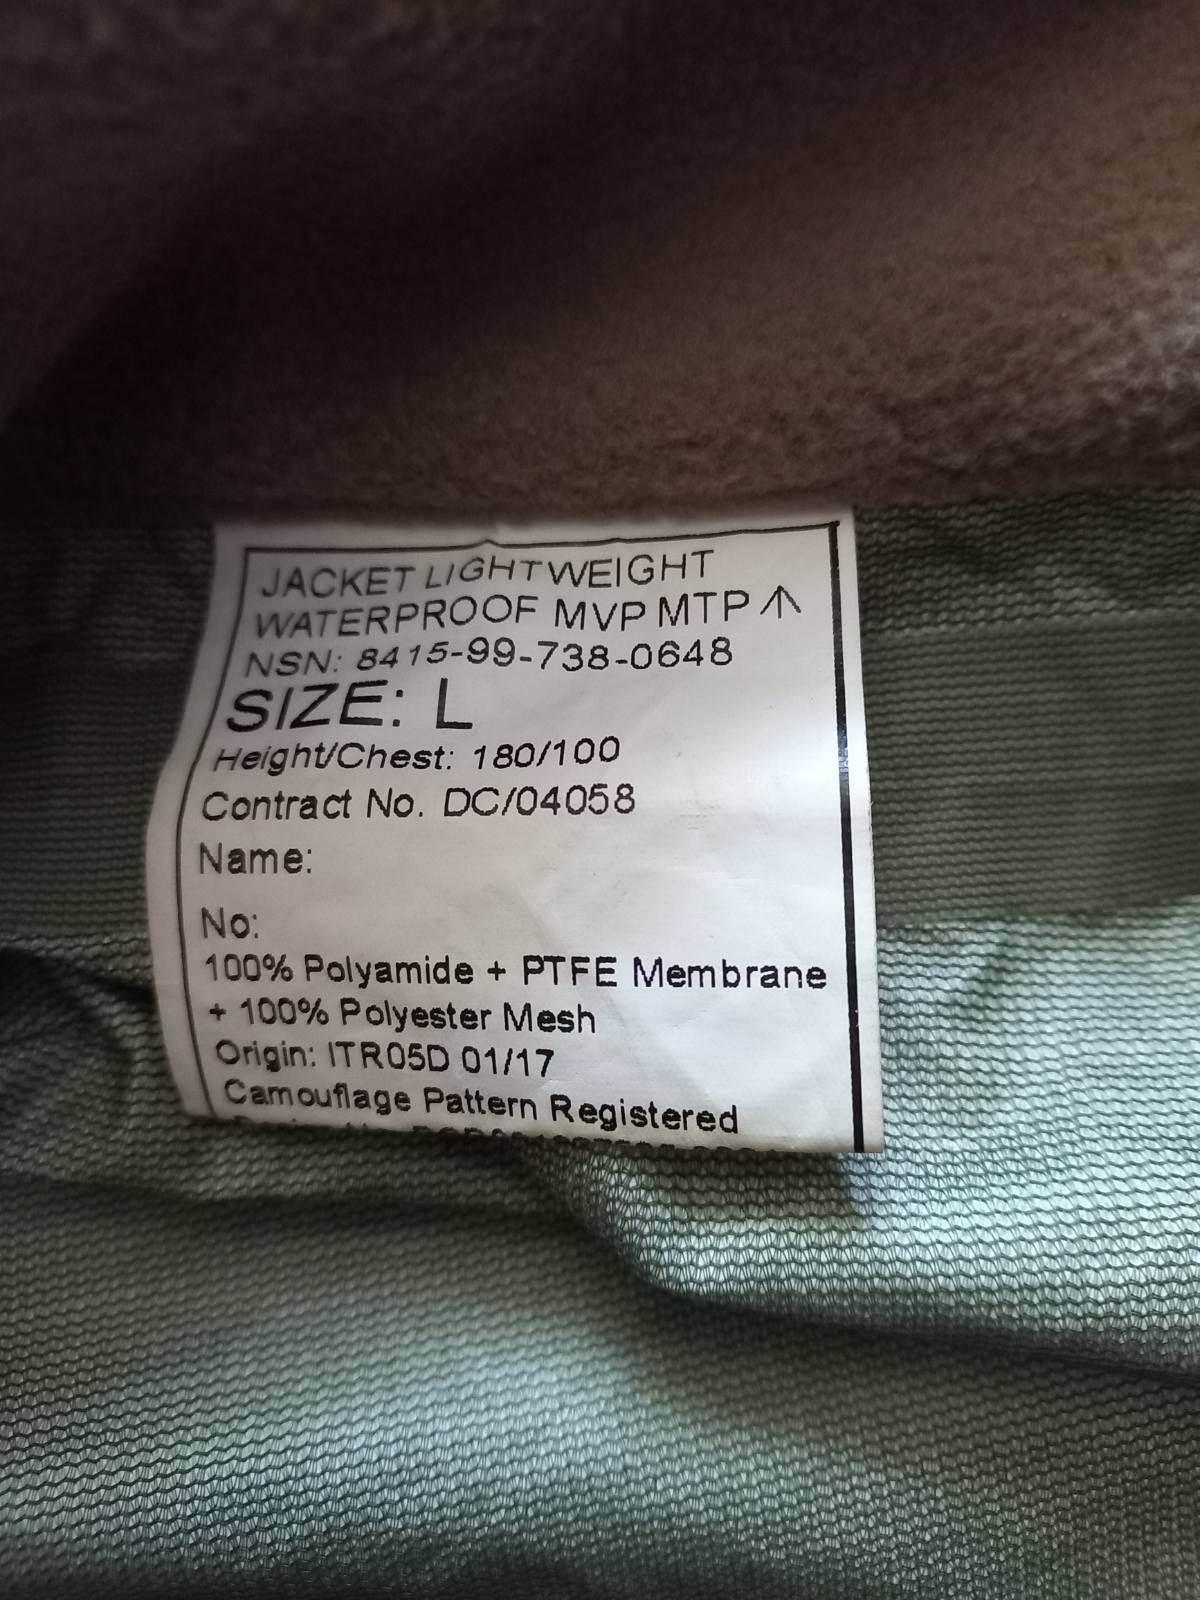 JACKET LIGHTWEIGHT
WATERPROOF MVP MTP
NSN: 8415-99-738-0648
SIZE: L
Height/Chest: 180/100
Contract No. DC/04058
Name:
No:
100% Polyamide + PTFE Membrane
+ 100% Polyester Mesh
Origin: ITR05D 01/17
Camouflage Pattern Registered